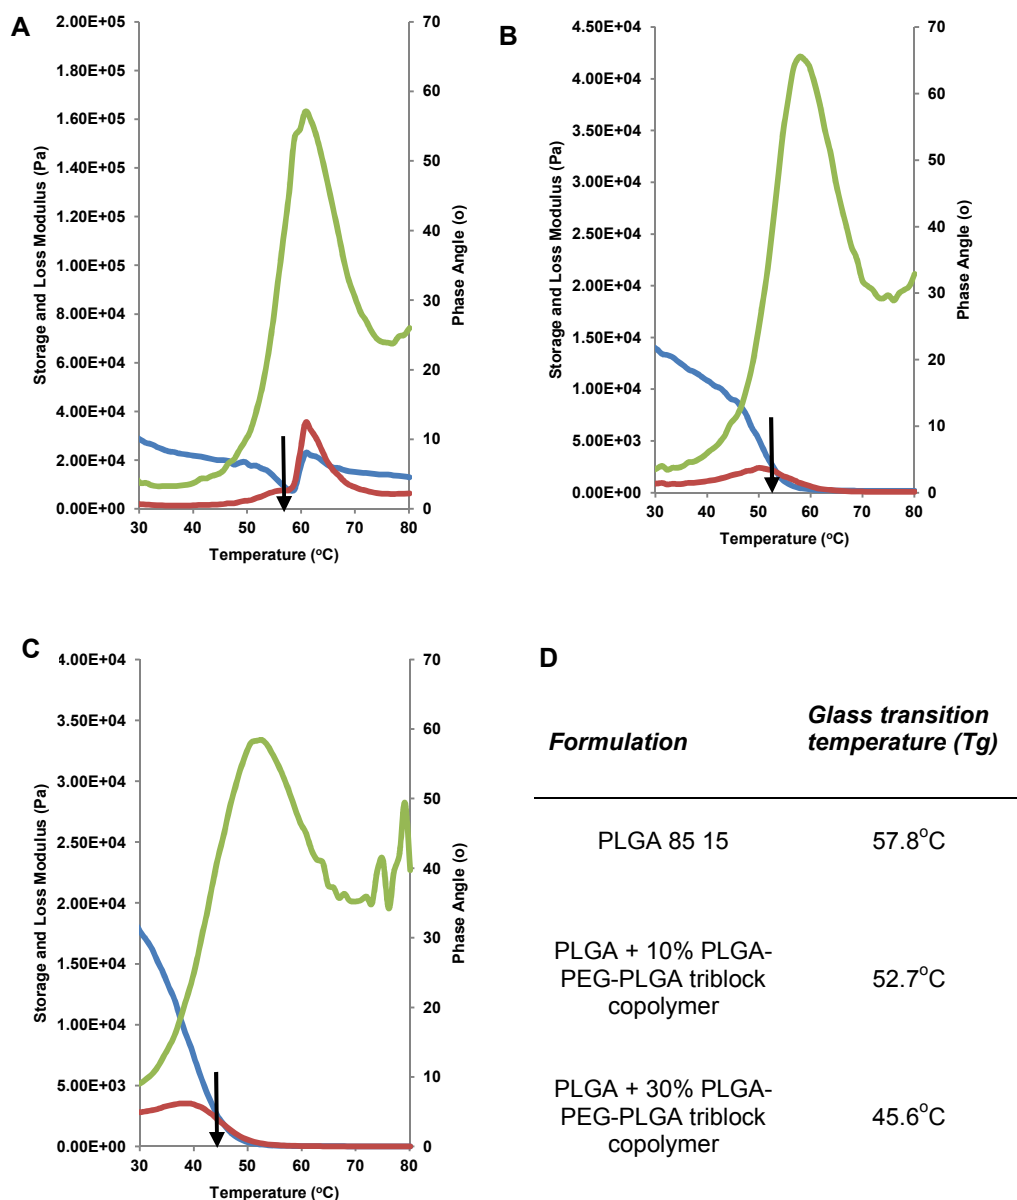 A
2.00E+05
1.80E+05
1.60E+05
1.40E+05
1.20E+05
1.00E+05
8.00E+04
6.00E+04
4.00E+04
2.00E+04
0.00E+00
Storage and Loss Modulus (Pa)
70
60
50
40
30
20
10
0
Phase Angle (o)
30 40 50 60 70 80
Temperature (°C)
B
4.50E+04
4.00E+04
3.50E+04
3.00E+04
2.50E+04
2.00E+04
1.50E+04
1.00E+04
5.00E+03
0.00E+00
Storage and Loss Modulus (Pa)
70
60
50
40
30
20
10
0
Phase Angle (o)
30 40 50 60 70 80
Temperature (°C)
C
4.00E+04
3.50E+04
3.00E+04
2.50E+04
2.00E+04
1.50E+04
1.00E+04
5.00E+03
0.00E+00
Storage and Loss Modulus (Pa)
70
60
50
40
30
20
10
0
Phase Angle (o)
30 40 50 60 70 80
Temperature (°C)
D
Formulation
Glass transition
temperature (Tg)
PLGA 85 15
57.8°C
PLGA + 10% PLGA-
PEG-PLGA triblock
copolymer
52.7°C
PLGA + 30% PLGA-
PEG-PLGA triblock
copolymer
45.6°C